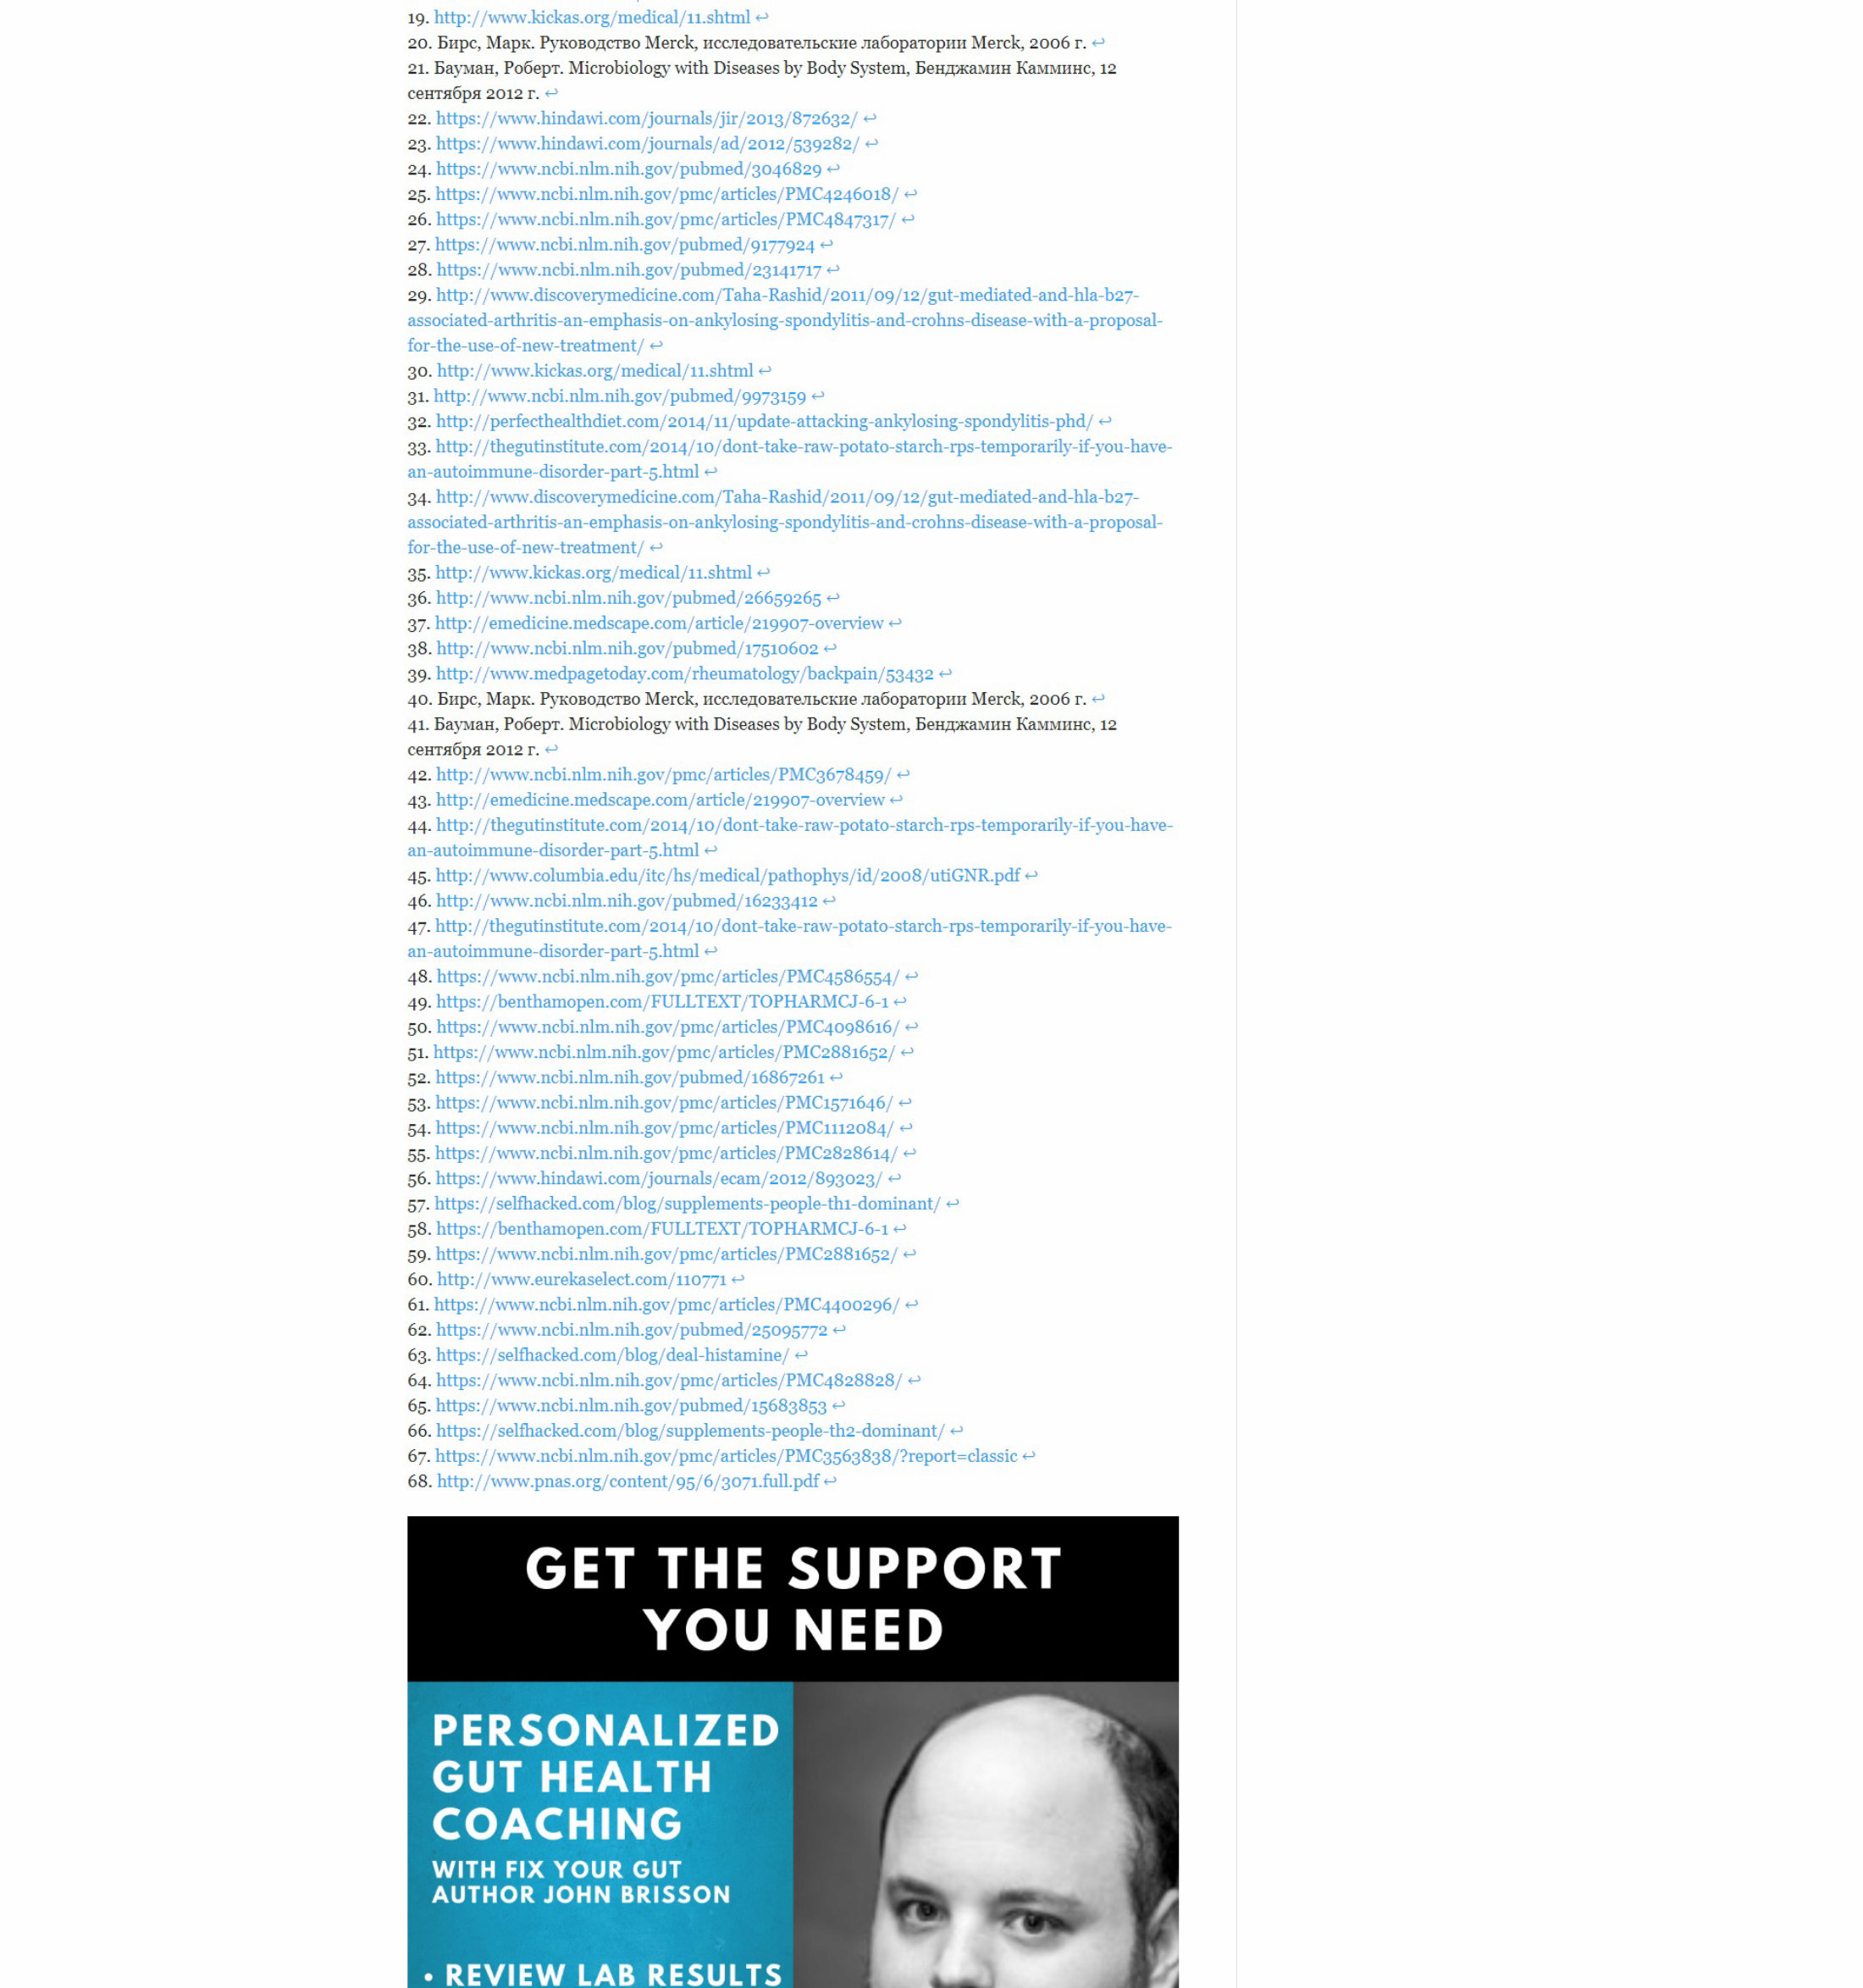 19. http://www.kickas.org/medical/11.shtml ↩
20. Бирс, Марк. Руководство Merck, исследовательские лаборатории Merck, 2006 г. ↩
21. Бауман, Роберт. Microbiology with Diseases by Body System, Бенджамин Камминс, 12
сентября 2012 г. ↩
22. https://www.hindawi.com/journals/jir/2013/872632/ ↩
23. https://www.hindawi.com/journals/ad/2012/539282/ ↩
24. https://www.ncbi.nlm.nih.gov/pubmed/3046829 ↩
25. https://www.ncbi.nlm.nih.gov/pmc/articles/PMC4246018/ ↩
26. https://www.ncbi.nlm.nih.gov/pmc/articles/PMC4847317/ ↩
27. https://www.ncbi.nlm.nih.gov/pubmed/9177924 ↩
28. https://www.ncbi.nlm.nih.gov/pubmed/23141717 ↩
29. http://www.discoverymedicine.com/Taha-Rashid/2011/09/12/gut-mediated-and-hla-b27-
associated-arthritis-an-emphasis-on-ankylosing-spondylitis-and-crohns-disease-with-a-proposal-
for-the-use-of-new-treatment/ ↩
30. http://www.kickas.org/medical/11.shtml ↩
31. http://www.ncbi.nlm.nih.gov/pubmed/9973159 ↩
32. http://perfecthealthdiet.com/2014/11/update-attacking-ankylosing-spondylitis-phd/ ↩
33. http://thegutinstitute.com/2014/10/dont-take-raw-potato-starch-rps-temporarily-if-you-have-
an-autoimmune-disorder-part-5.html ↩
34. http://www.discoverymedicine.com/Taha-Rashid/2011/09/12/gut-mediated-and-hla-b27-
associated-arthritis-an-emphasis-on-ankylosing-spondylitis-and-crohns-disease-with-a-proposal-
for-the-use-of-new-treatment/ ↩
35. http://www.kickas.org/medical/11.shtml ↩
36. http://www.ncbi.nlm.nih.gov/pubmed/26659265 ↩
37. http://emedicine.medscape.com/article/219907-overview ↩
38. http://www.ncbi.nlm.nih.gov/pubmed/17510602 ↩
39. http://www.medpagetoday.com/rheumatology/backpain/53432 ↩
40. Бирс, Марк. Руководство Merck, исследовательские лаборатории Merck, 2006 г. ↩
41. Бауман, Роберт. Microbiology with Diseases by Body System, Бенджамин Камминс, 12
сентября 2012 г. ↩
42. http://www.ncbi.nlm.nih.gov/pmc/articles/PMC3678459/ ↩
43. http://emedicine.medscape.com/article/219907-overview ↩
44. http://thegutinstitute.com/2014/10/dont-take-raw-potato-starch-rps-temporarily-if-you-have-
an-autoimmune-disorder-part-5.html ↩
45. http://www.columbia.edu/itc/hs/medical/pathophys/id/2008/utiGNR.pdf ↩
46. http://www.ncbi.nlm.nih.gov/pubmed/16233412 ↩
47. http://thegutinstitute.com/2014/10/dont-take-raw-potato-starch-rps-temporarily-if-you-have-
an-autoimmune-disorder-part-5.html ↩
48. https://www.ncbi.nlm.nih.gov/pmc/articles/PMC4586554/ ↩
49. https://benthamopen.com/FULLTEXT/TOPHARMCJ-6-1 ↩
50. https://www.ncbi.nlm.nih.gov/pmc/articles/PMC4098616/ ↩
51. https://www.ncbi.nlm.nih.gov/pmc/articles/PMC2881652/ ↩
52. https://www.ncbi.nlm.nih.gov/pubmed/16867261 ↩
53. https://www.ncbi.nlm.nih.gov/pmc/articles/PMC1571646/ ↩
54. https://www.ncbi.nlm.nih.gov/pmc/articles/PMC1112084/ ↩
55. https://www.ncbi.nlm.nih.gov/pmc/articles/PMC2828614/ ↩
56. https://www.hindawi.com/journals/ecam/2012/893023/ ↩
57. https://selfhacked.com/blog/supplements-people-th1-dominant/ ↩
58. https://benthamopen.com/FULLTEXT/TOPHARMCJ-6-1 ↩
59. https://www.ncbi.nlm.nih.gov/pmc/articles/PMC2881652/ ↩
60. http://www.eurekaselect.com/110771 ↩
61. https://www.ncbi.nlm.nih.gov/pmc/articles/PMC4400296/ ↩
62. https://www.ncbi.nlm.nih.gov/pubmed/25095772 ↩
63. https://selfhacked.com/blog/deal-histamine/ ↩
64. https://www.ncbi.nlm.nih.gov/pmc/articles/PMC4828828/ ↩
65. https://www.ncbi.nlm.nih.gov/pubmed/15683853 ↩
66. https://selfhacked.com/blog/supplements-people-th2-dominant/ ↩
67. https://www.ncbi.nlm.nih.gov/pmc/articles/PMC3563838/?report=classic ↩
68. http://www.pnas.org/content/95/6/3071.full.pdf ↩
GET THE SUPPORT
YOU NEED
PERSONALIZED
GUT HEALTH
COACHING
WITH FIX YOUR GUT
AUTHOR JOHN BRISSON
• REVIEW LAB RESULTS